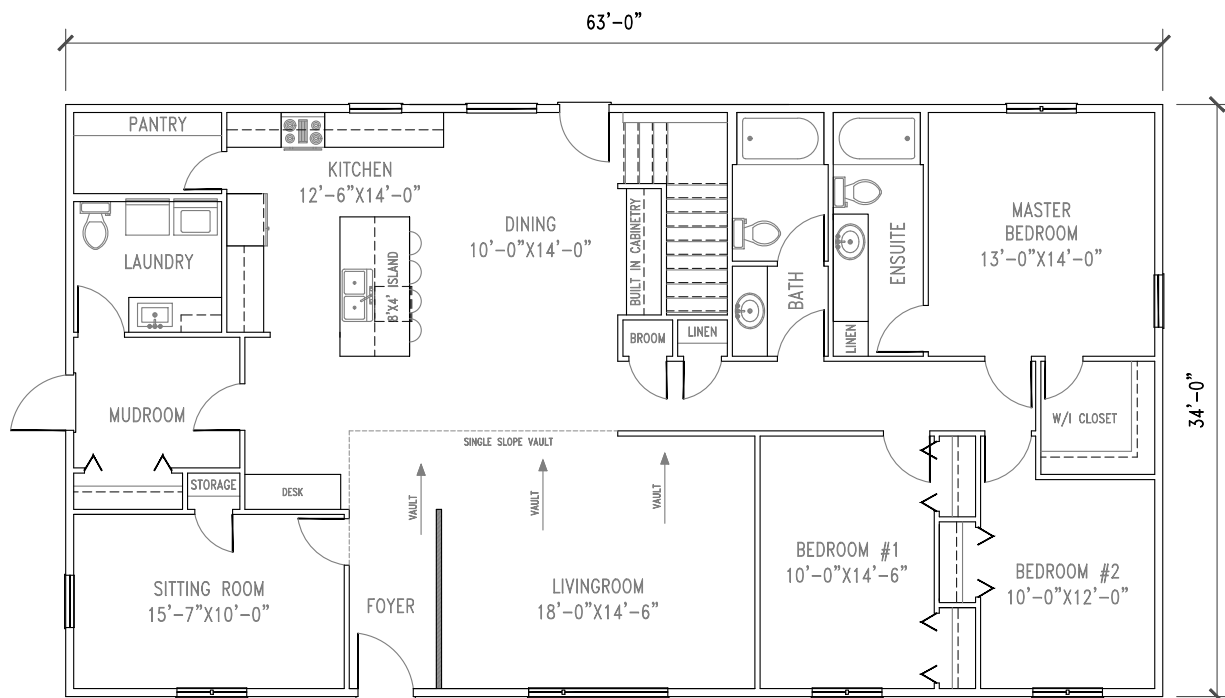 63'-0"
PANTRY
KITCHEN
12'-6"X14'-0"
DINING
10'-0"X14'-0"
BUILT IN CABINETRY
8'X4' ISLAND
LAUNDRY
BATH
ENSUITE
LINEN
MASTER
BEDROOM
13'-0"X14'-0"
BROOM
LINEN
34'-0"
MUDROOM
W/I CLOSET
SINGLE SLOPE VAULT
STORAGE
DESK
VAULT
VAULT
VAULT
SITTING ROOM
15'-7"X10'-0"
FOYER
LIVINGROOM
18'-0"X14'-6"
BEDROOM #1
10'-0"X14'-6"
BEDROOM #2
10'-0"X12'-0"